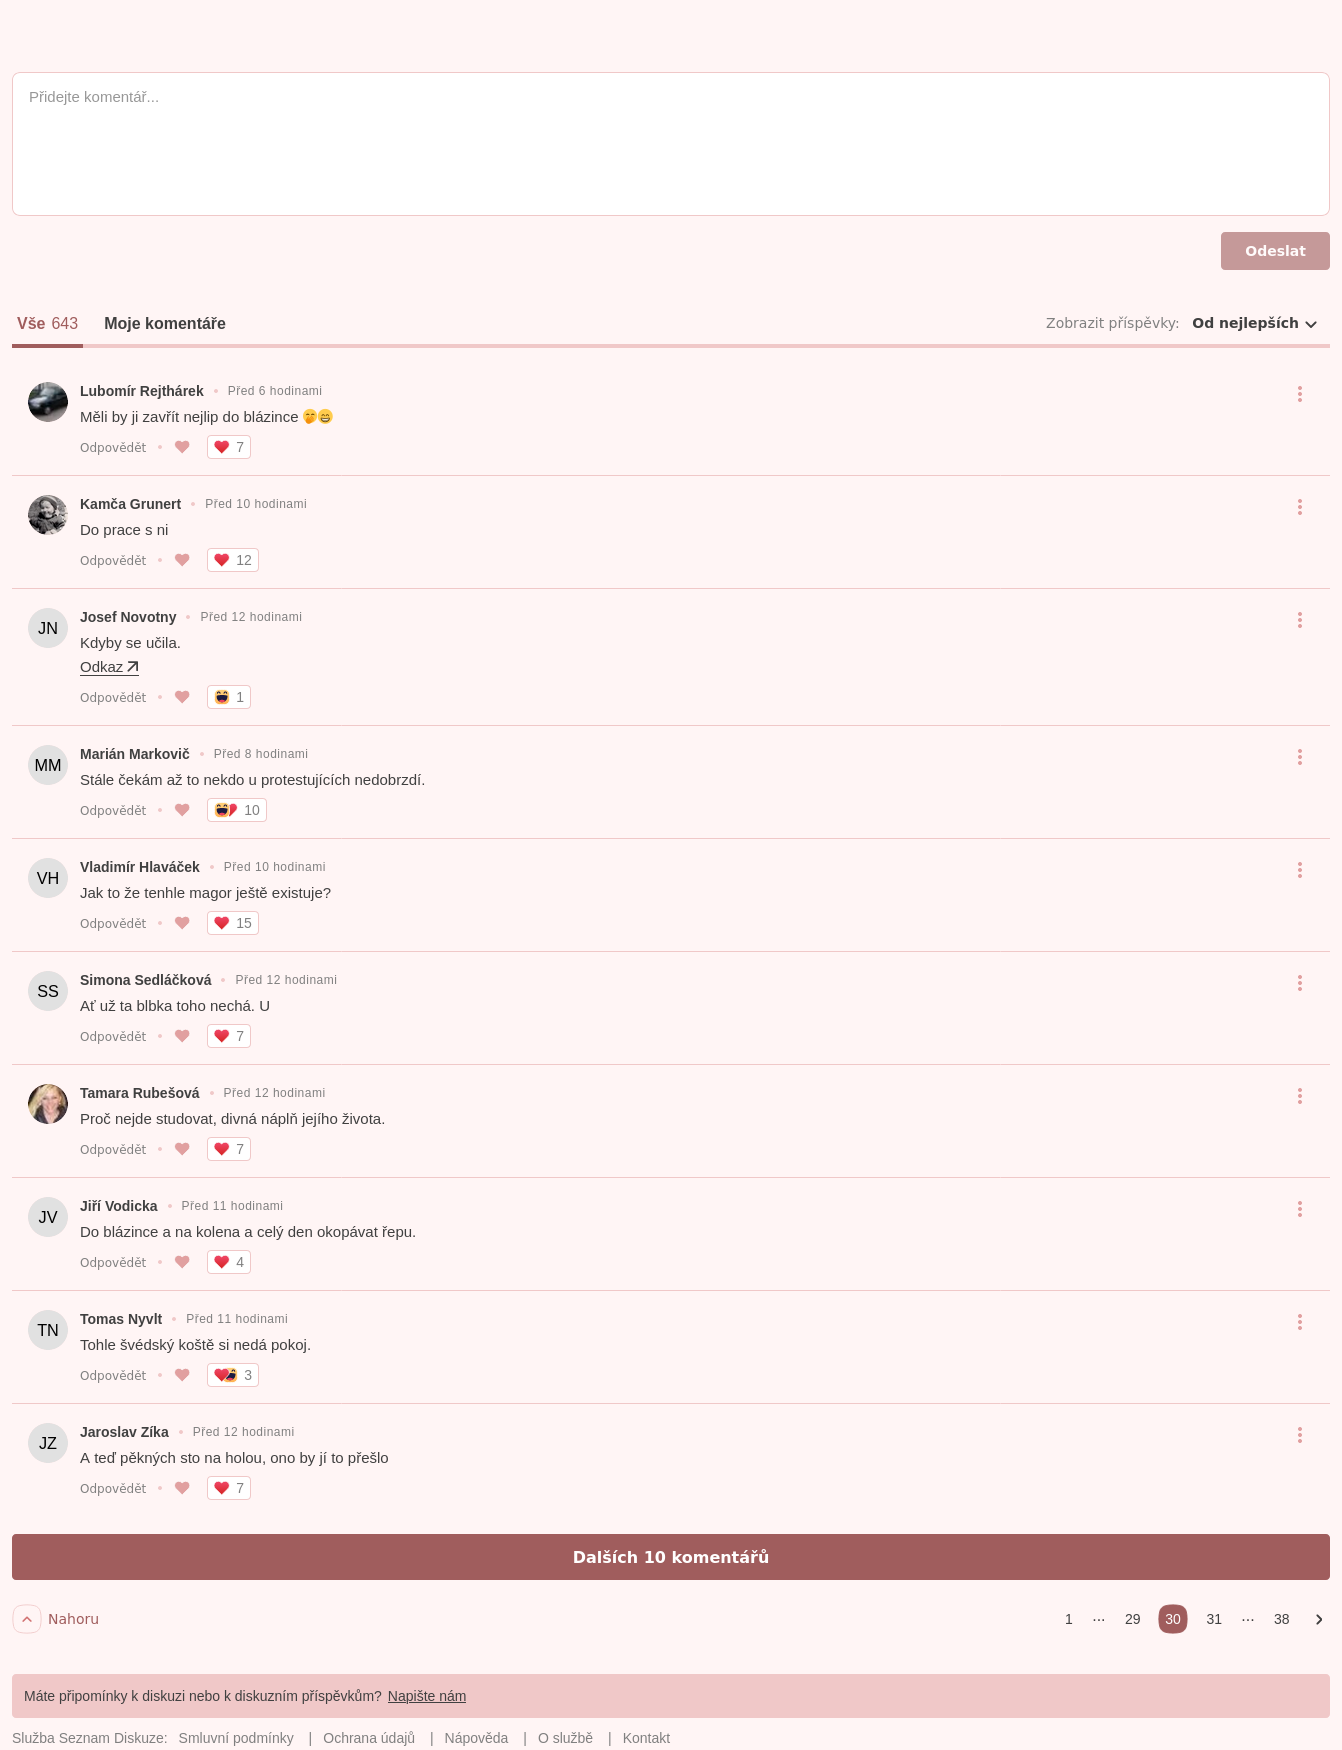 Přidejte komentář...
Odeslat
Vše 643 Moje komentáře Zobrazit příspěvky: Od nejlepších
Lubomír Rejthárek • Před 6 hodinami
Měli by ji zavřít nejlip do blázince 🤭😄
Odpovědět • 7
Kamča Grunert • Před 10 hodinami
Do prace s ni
Odpovědět • 12
JN Josef Novotny • Před 12 hodinami
Kdyby se učila.
Odkaz
Odpovědět • 1
MM Marián Markovič • Před 8 hodinami
Stále čekám až to nekdo u protestujících nedobrzdí.
Odpovědět • 10
VH Vladimír Hlaváček • Před 10 hodinami
Jak to že tenhle magor ještě existuje?
Odpovědět • 15
SS Simona Sedláčková • Před 12 hodinami
Ať už ta blbka toho nechá. U
Odpovědět • 7
Tamara Rubešová • Před 12 hodinami
Proč nejde studovat, divná náplň jejího života.
Odpovědět • 7
JV Jiří Vodicka • Před 11 hodinami
Do blázince a na kolena a celý den okopávat řepu.
Odpovědět • 4
TN Tomas Nyvlt • Před 11 hodinami
Tohle švédský koště si nedá pokoj.
Odpovědět • 3
JZ Jaroslav Zíka • Před 12 hodinami
A teď pěkných sto na holou, ono by jí to přešlo
Odpovědět • 7
Dalších 10 komentářů
Nahoru 1 ··· 29 30 31 ··· 38
Máte připomínky k diskuzi nebo k diskuzním příspěvkům? Napište nám
Služba Seznam Diskuze: Smluvní podmínky | Ochrana údajů | Nápověda | O službě | Kontakt